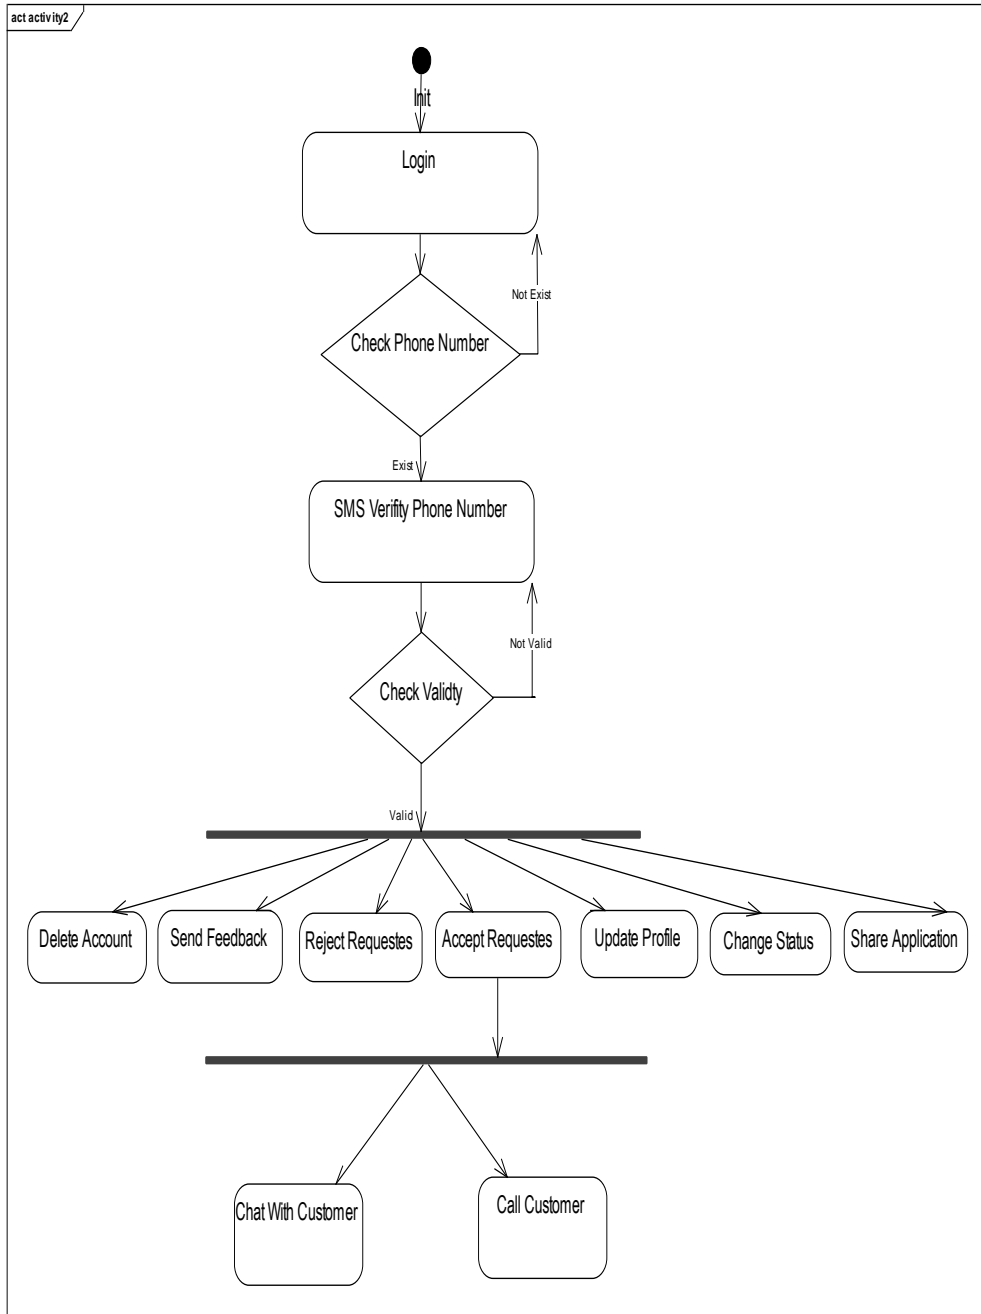 act activity2
Init
Login
Not Exist
Check Phone Number
Exist
SMS Verifity Phone Number
Not Valid
Check Validty
Valid
Delete Account
Send Feedback
Reject Requestes
Accept Requestes
Update Profile
Change Status
Share Application
Chat With Customer
Call Customer